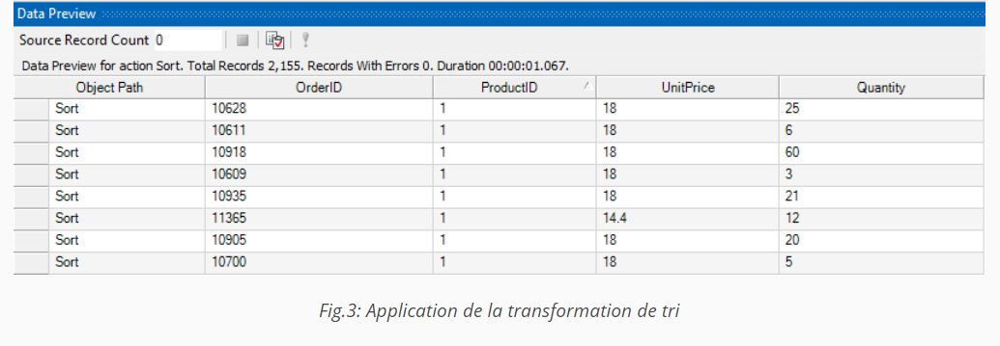 Data Preview
Source Record Count 0
Data Preview for action Sort. Total Records 2,155. Records With Errors 0. Duration 00:00:01.067.
Object Path OrderID ProductID UnitPrice Quantity
Sort 10628 1 18 25
Sort 10611 1 18 6
Sort 10918 1 18 60
Sort 10609 1 18 3
Sort 10935 1 18 21
Sort 11365 1 14.4 12
Sort 10905 1 18 20
Sort 10700 1 18 5
Fig.3: Application de la transformation de tri